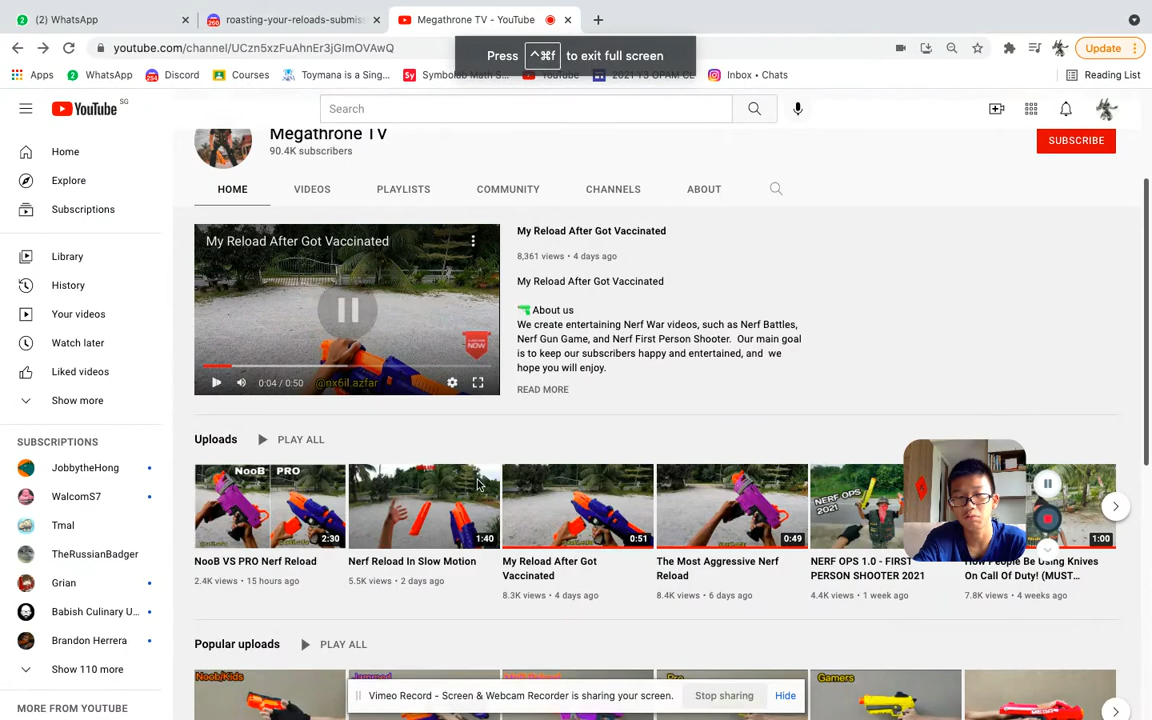 (2) WhatsApp
roasting-your-reloads-submiss
Megathrone TV - YouTube
youtube.com/channel/UCzn5xzFuAhnEr3jGImOVAwQ
Update
Press ^⌘f to exit full screen
Apps
WhatsApp
Discord
Courses
Toymana is a Sing...
Symbolab Math S...
YouTube
2021 Y3 OPAM CL
Inbox • Chats
Reading List
YouTube SG
Search
Home
Explore
Subscriptions
Library
History
Your videos
Watch later
Liked videos
Show more
SUBSCRIPTIONS
JobbytheHong
WalcomS7
Tmal
TheRussianBadger
Grian
Babish Culinary U...
Brandon Herrera
Show 110 more
MORE FROM YOUTUBE
Megathrone TV
90.4K subscribers
SUBSCRIBE
HOME
VIDEOS
PLAYLISTS
COMMUNITY
CHANNELS
ABOUT
My Reload After Got Vaccinated
NOW
0:04 / 0:50
@nx6il.azfar
My Reload After Got Vaccinated
8,361 views • 4 days ago
My Reload After Got Vaccinated
About us
We create entertaining Nerf War videos, such as Nerf Battles,
Nerf Gun Game, and Nerf First Person Shooter. Our main goal
is to keep our subscribers happy and entertained, and we
hope you will enjoy.
READ MORE
Uploads
PLAY ALL
NooB PRO
2:30
NooB VS PRO Nerf Reload
2.4K views • 15 hours ago
1:40
Nerf Reload In Slow Motion
5.5K views • 2 days ago
0:51
My Reload After Got
Vaccinated
8.3K views • 4 days ago
0:49
The Most Aggressive Nerf
Reload
8.4K views • 6 days ago
NERF OPS
2021
NERF OPS 1.0 - FIRST
PERSON SHOOTER 2021
4.4K views • 1 week ago
1:00
How People Be Using Knives
On Call Of Duty! (MUST...
7.8K views • 4 weeks ago
Popular uploads
PLAY ALL
Noob/Kids
Jammed
Pro
Gamers
Vimeo Record - Screen & Webcam Recorder is sharing your screen.
Stop sharing
Hide